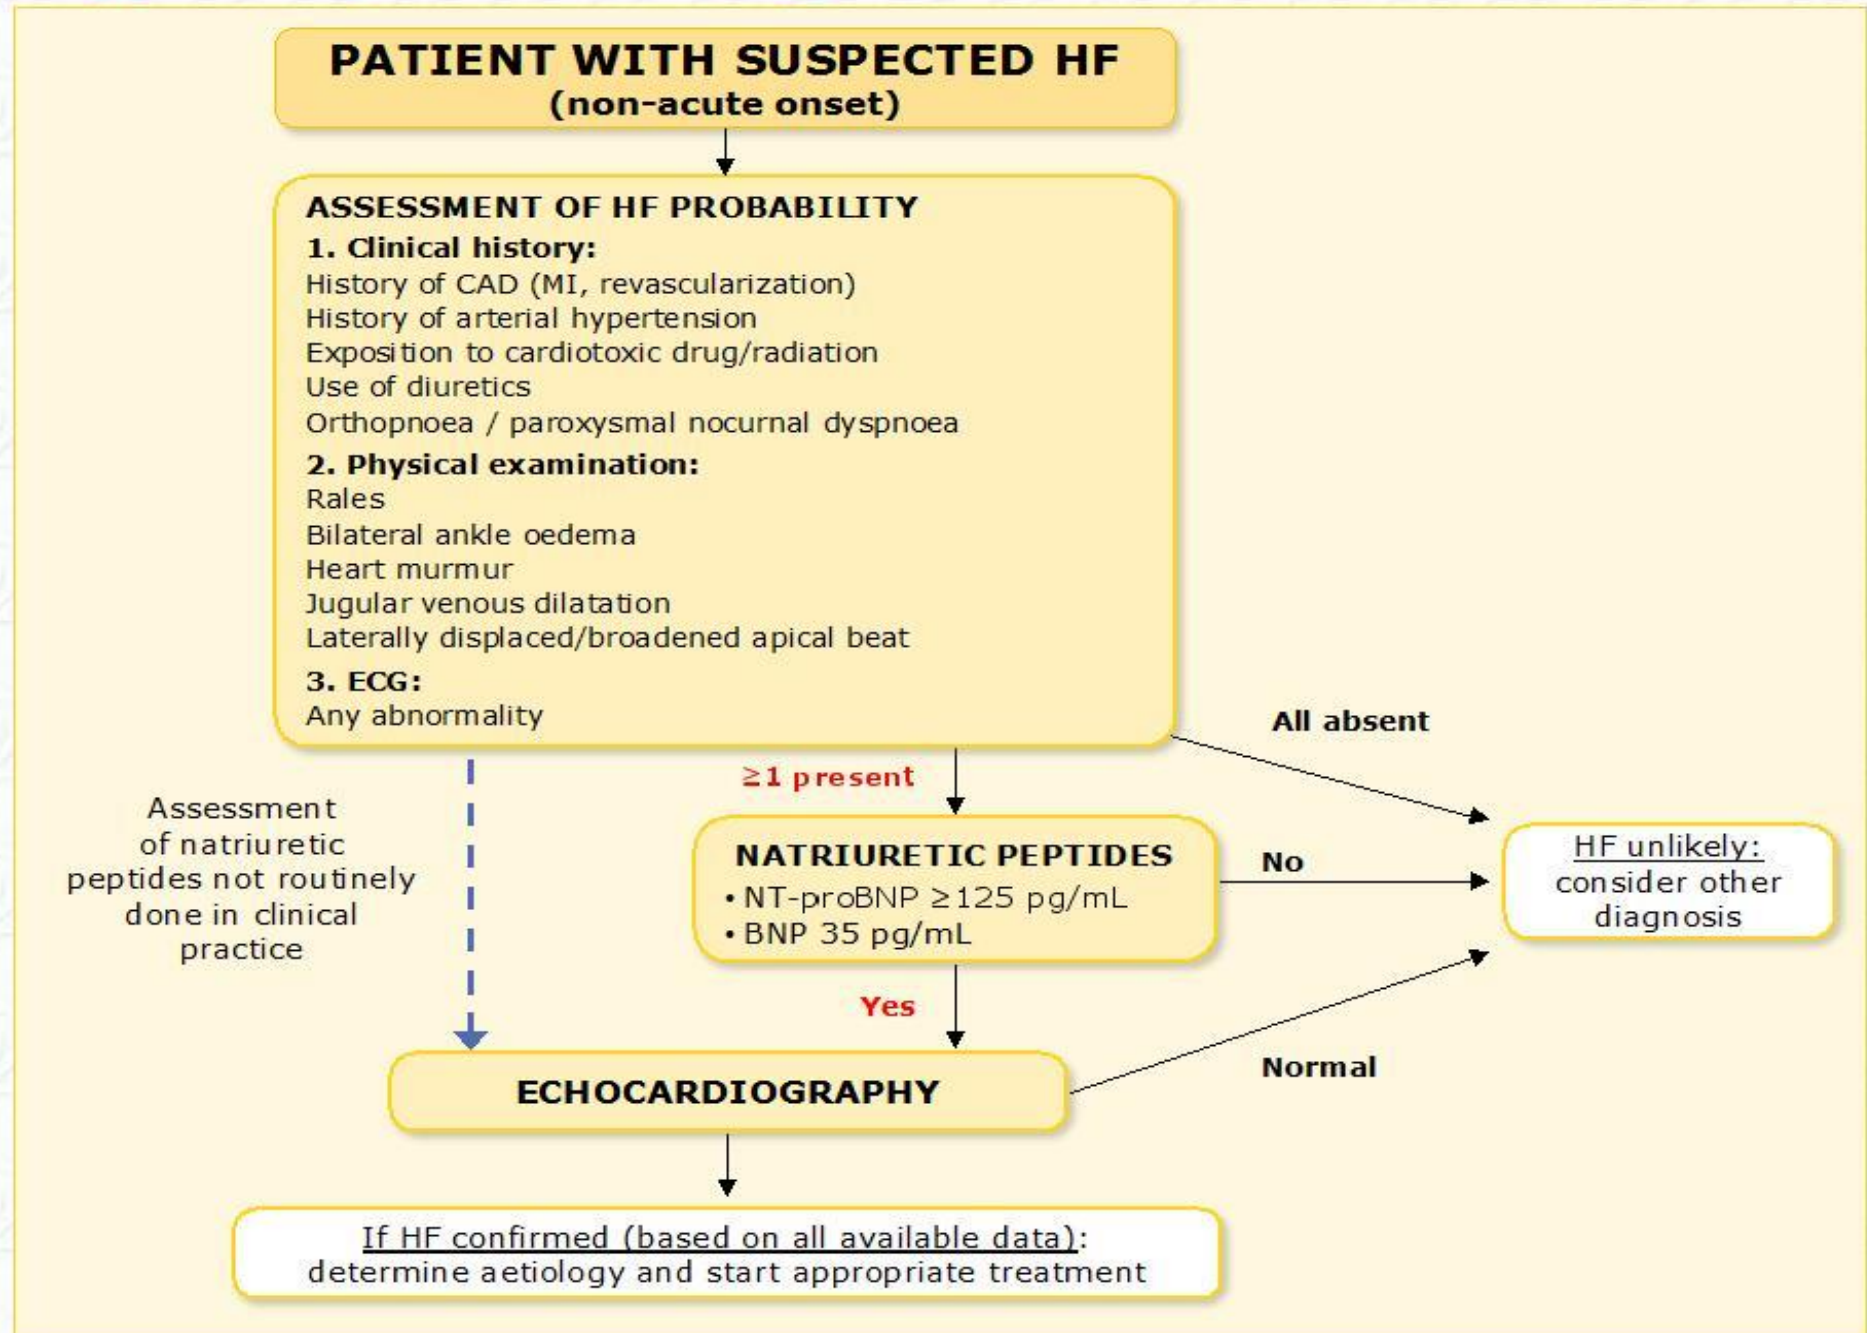 PATIENT WITH SUSPECTED HF
(non-acute onset)
ASSESSMENT OF HF PROBABILITY
1. Clinical history:
History of CAD (MI, revascularization)
History of arterial hypertension
Exposition to cardiotoxic drug/radiation
Use of diuretics
Orthopnoea / paroxysmal nocurnal dyspnoea
2. Physical examination:
Rales
Bilateral ankle oedema
Heart murmur
Jugular venous dilatation
Laterally displaced/broadened apical beat
3. ECG:
Any abnormality
All absent
≥1 present
Assessment
of natriuretic
peptides not routinely
done in clinical
practice
NATRIURETIC PEPTIDES
• NT-proBNP ≥125 pg/mL
• BNP 35 pg/mL
No
HF unlikely:
consider other
diagnosis
Yes
Normal
ECHOCARDIOGRAPHY
If HF confirmed (based on all available data):
determine aetiology and start appropriate treatment